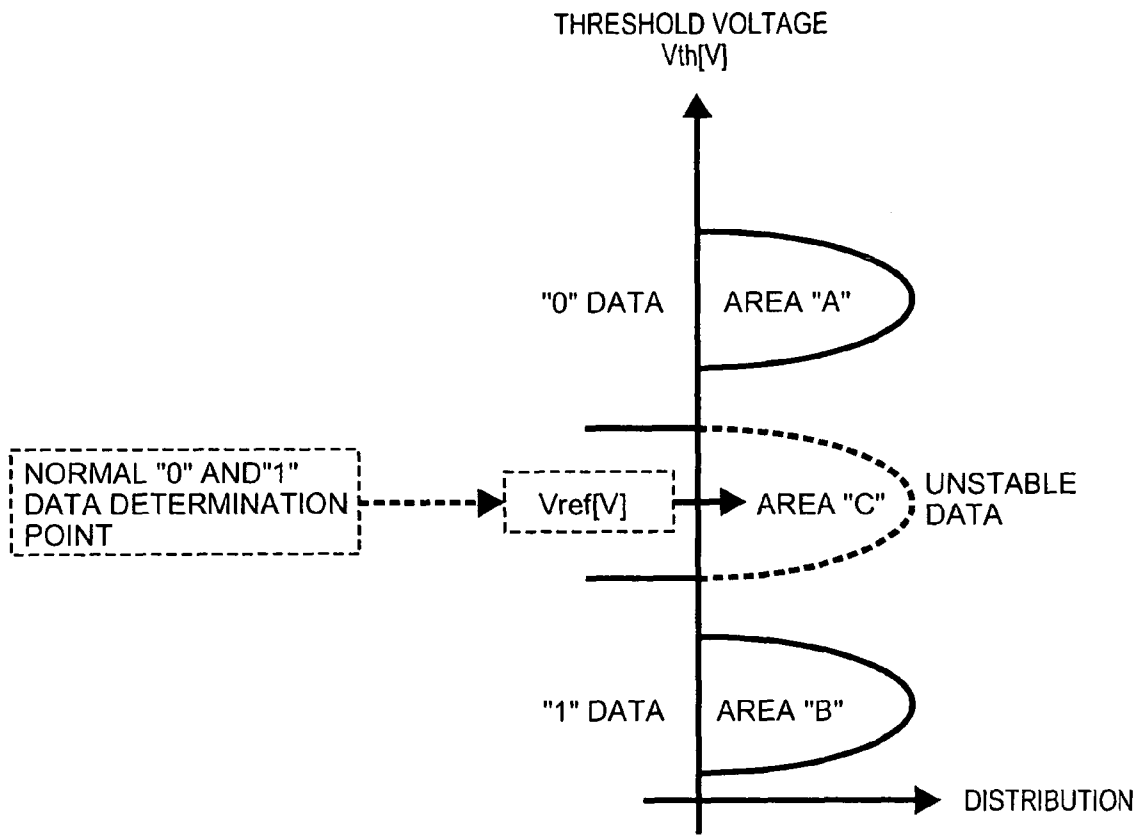 THRESHOLD VOLTAGE
Vth[V]
"0" DATA
AREA "A"
NORMAL "0" AND"1"
DATA DETERMINATION
POINT
Vref[V]
AREA "C"
UNSTABLE
DATA
"1" DATA
AREA "B"
DISTRIBUTION